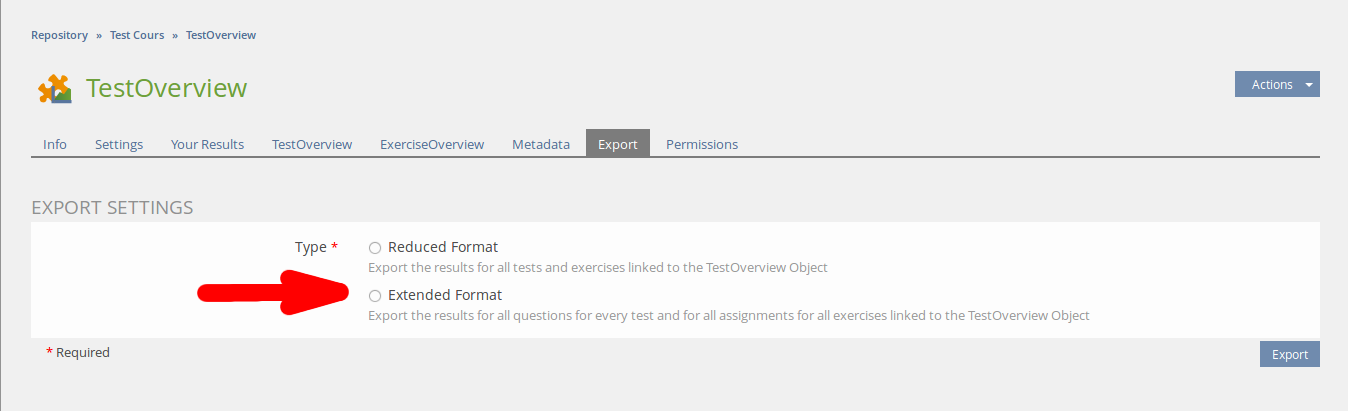 Repository » Test Cours » TestOverview
TestOverview
Actions
Info Settings Your Results TestOverview ExerciseOverview Metadata Export Permissions
EXPORT SETTINGS
Type * Reduced Format
Export the results for all tests and exercises linked to the TestOverview Object
Extended Format
Export the results for all questions for every test and for all assignments for all exercises linked to the TestOverview Object
* Required
Export